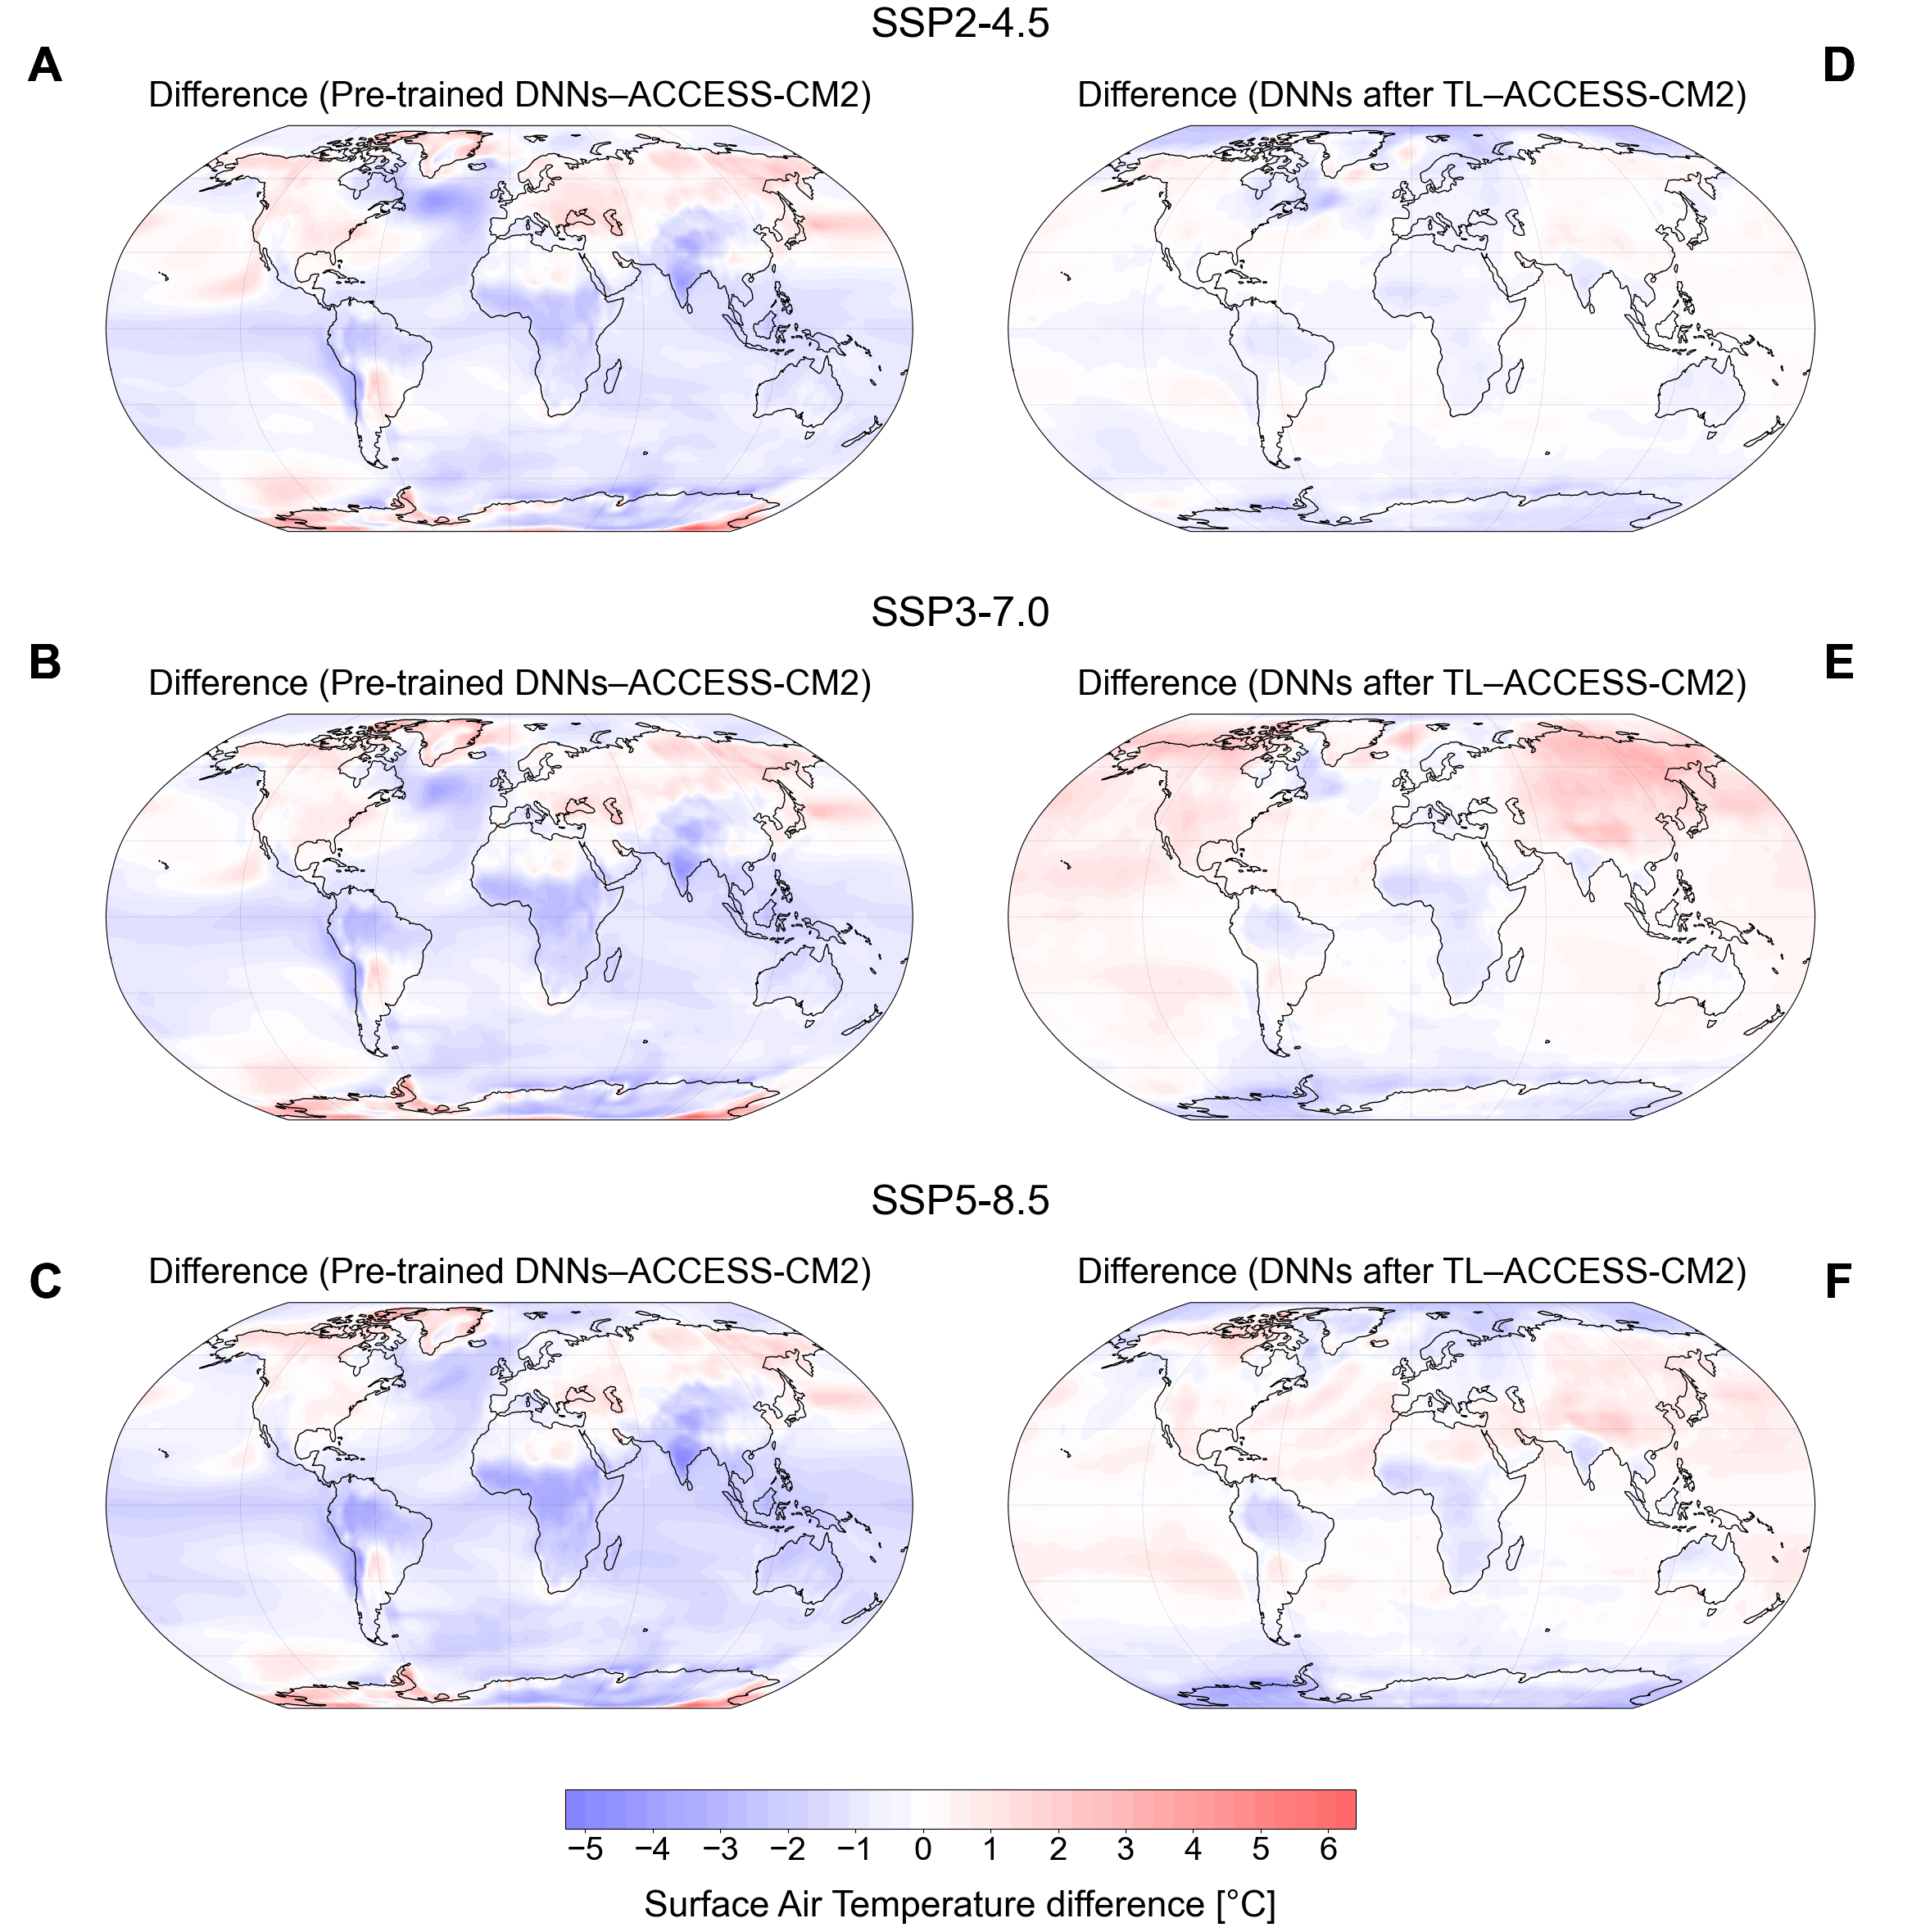 SSP2-4.5
A
D
Difference (Pre-trained DNNs–ACCESS-CM2)
Difference (DNNs after TL–ACCESS-CM2)
SSP3-7.0
B
E
Difference (Pre-trained DNNs–ACCESS-CM2)
Difference (DNNs after TL–ACCESS-CM2)
SSP5-8.5
C
F
Difference (Pre-trained DNNs–ACCESS-CM2)
Difference (DNNs after TL–ACCESS-CM2)
−5 −4 −3 −2 −1 0 1 2 3 4 5 6
Surface Air Temperature difference [°C]